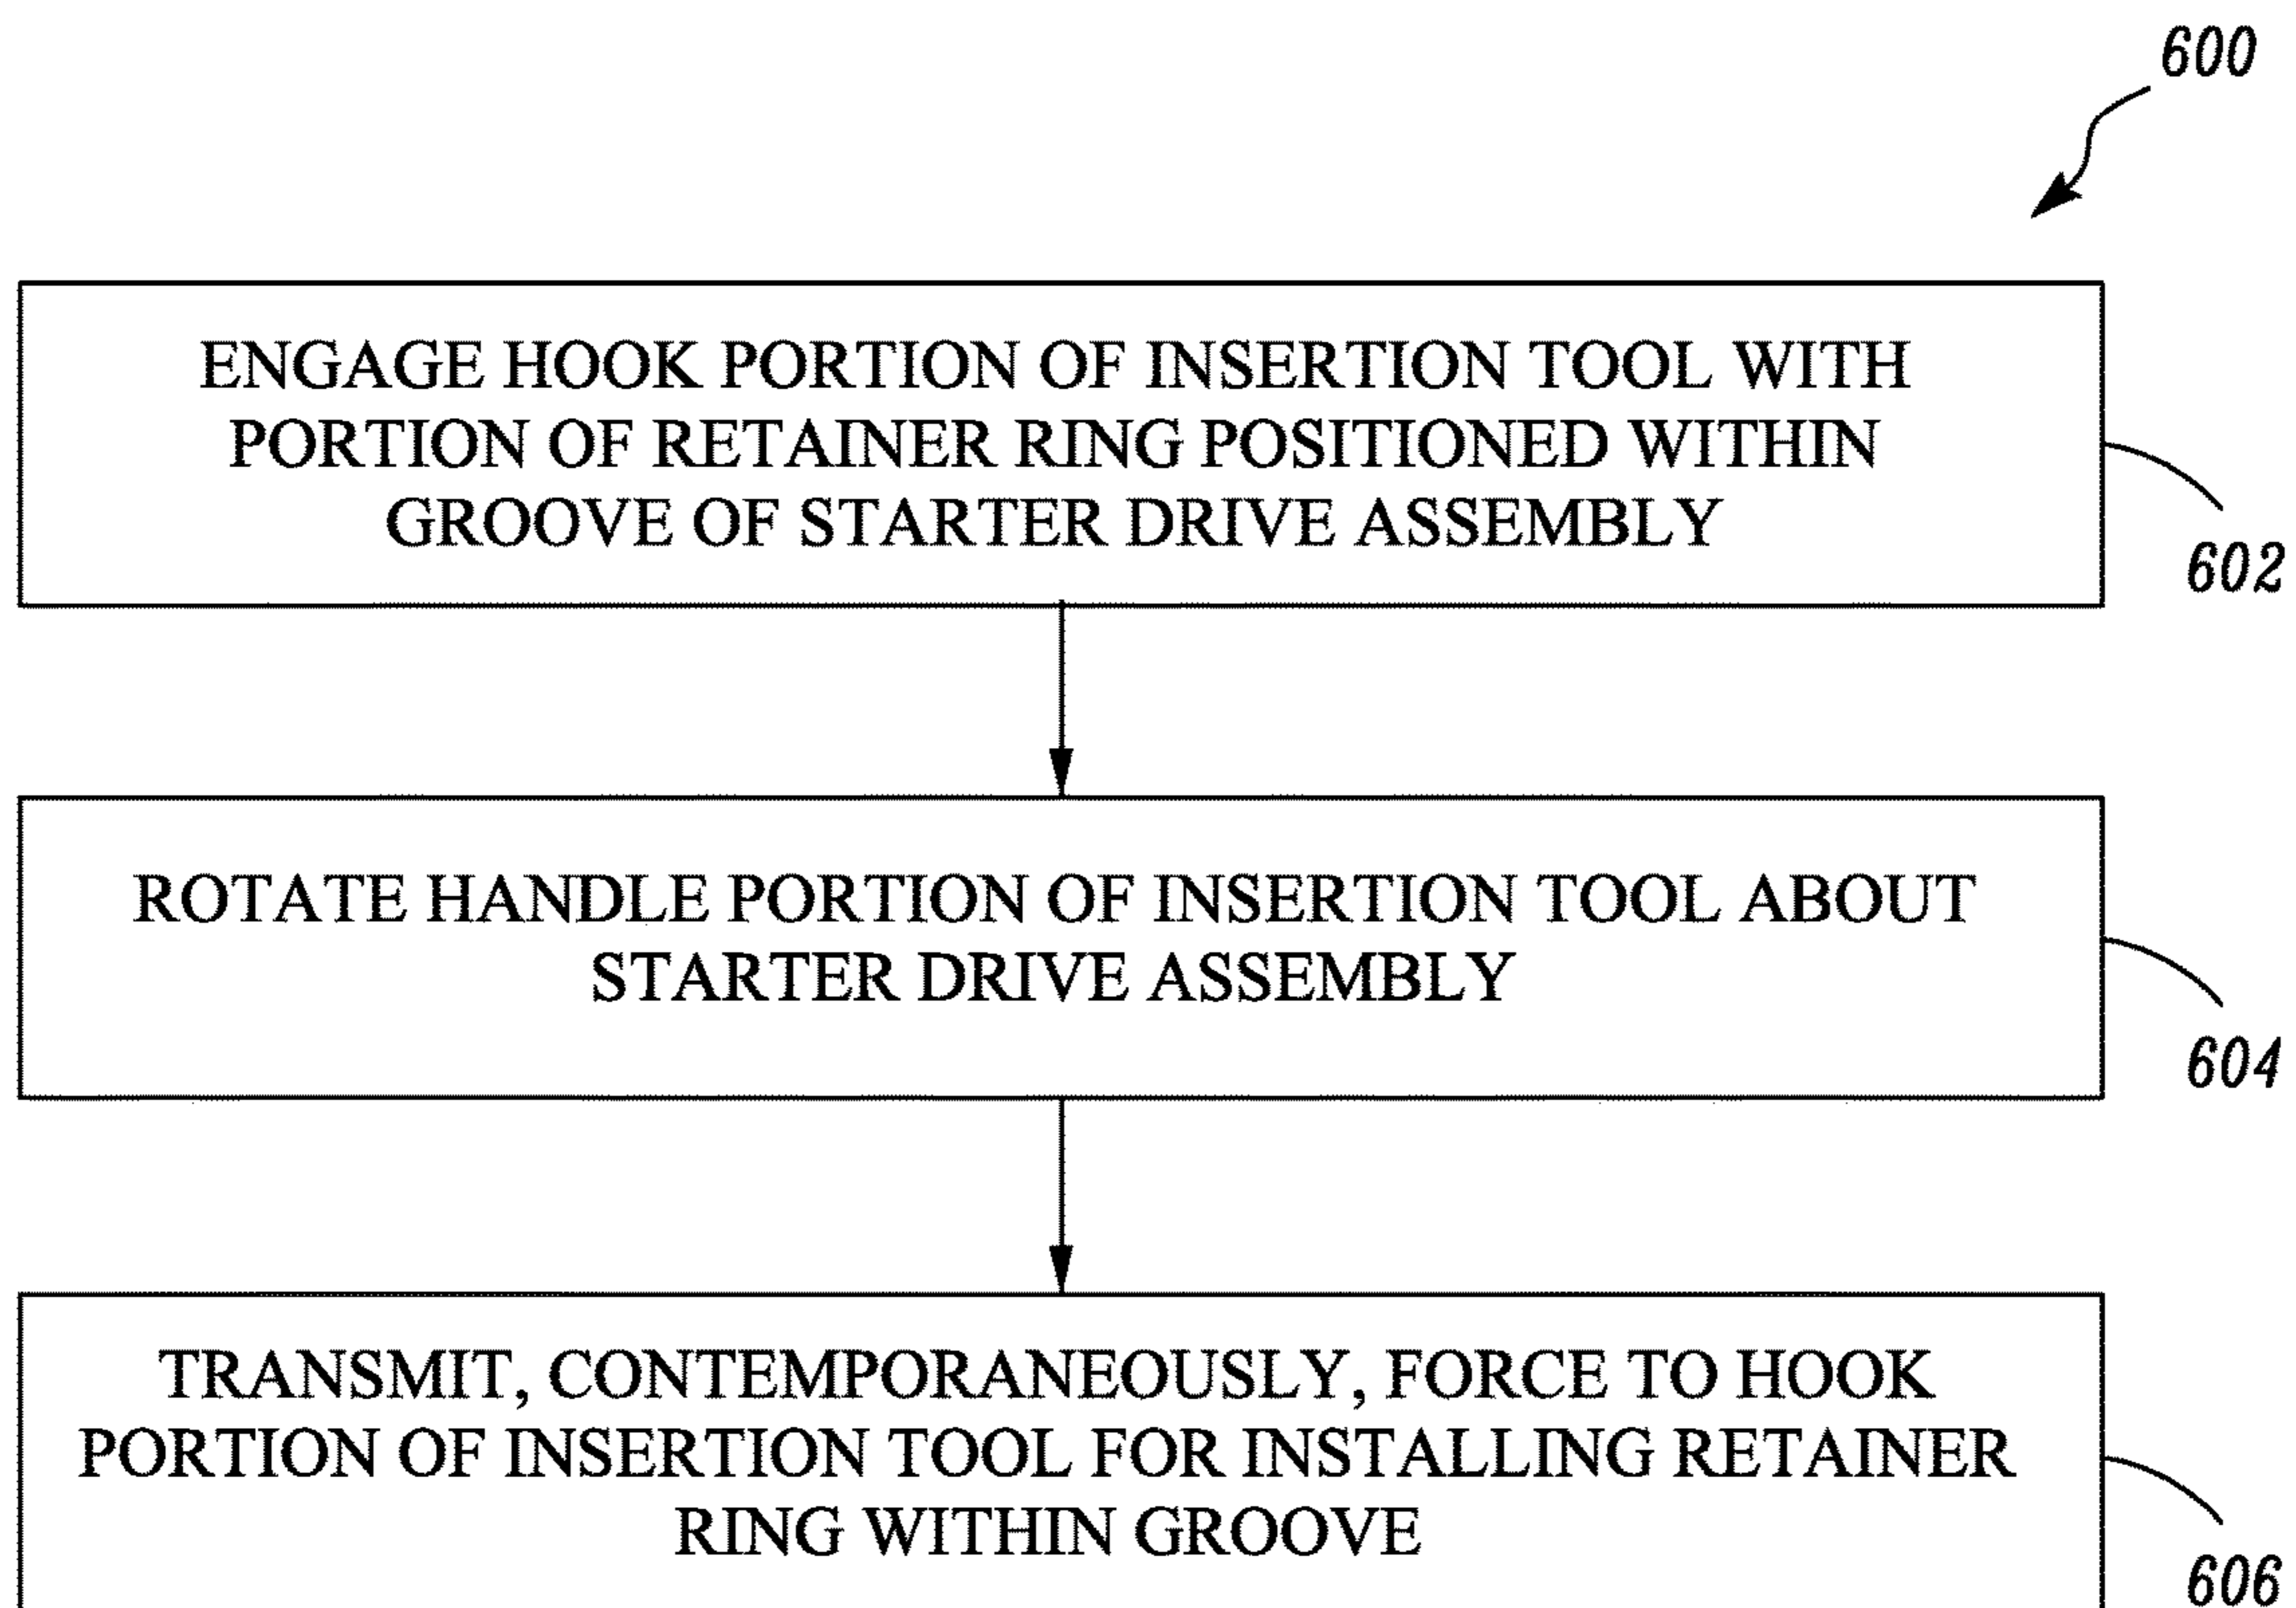 600
ENGAGE HOOK PORTION OF INSERTION TOOL WITH
PORTION OF RETAINER RING POSITIONED WITHIN
GROOVE OF STARTER DRIVE ASSEMBLY
602
ROTATE HANDLE PORTION OF INSERTION TOOL ABOUT
STARTER DRIVE ASSEMBLY
604
TRANSMIT, CONTEMPORANEOUSLY, FORCE TO HOOK
PORTION OF INSERTION TOOL FOR INSTALLING RETAINER
RING WITHIN GROOVE
606